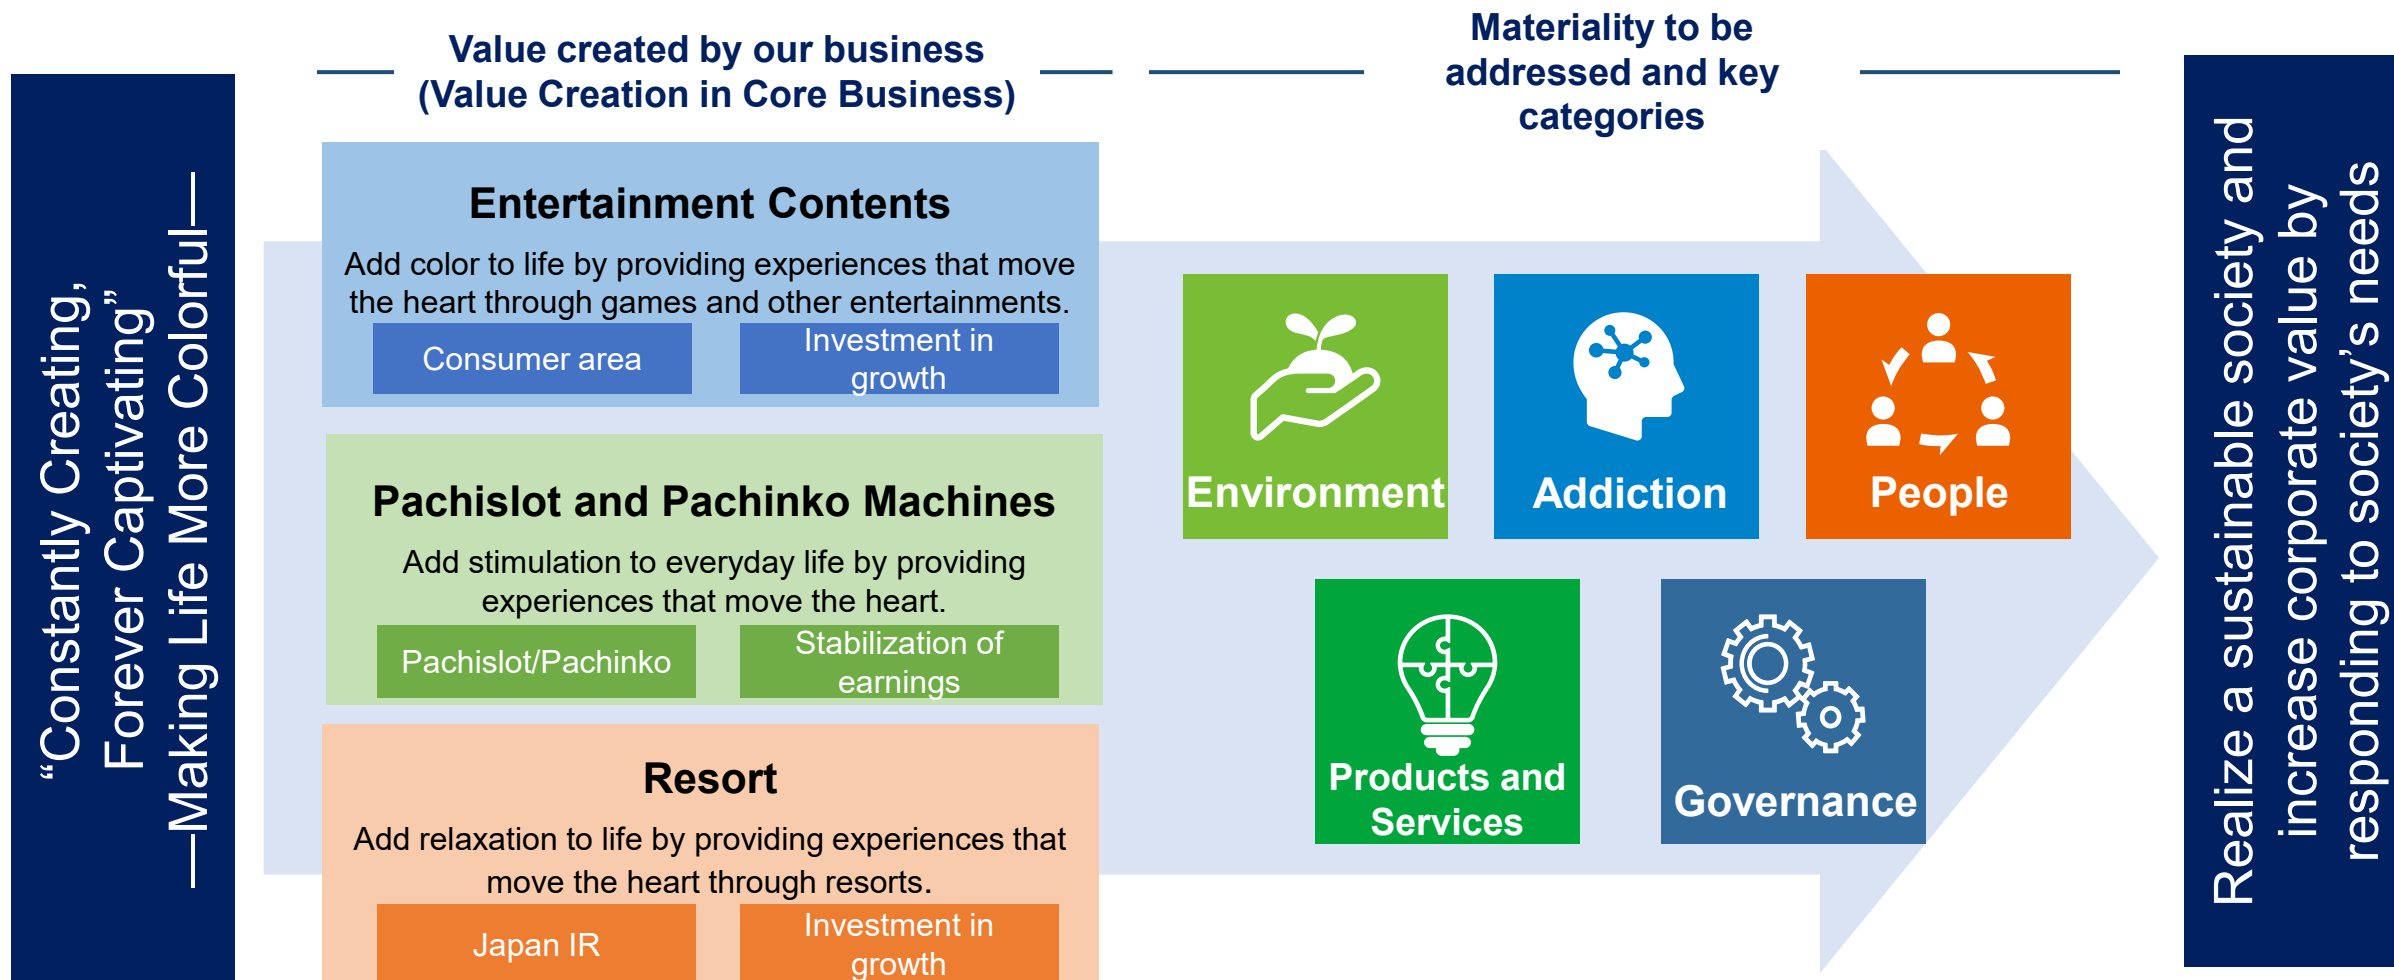 “Constantly Creating,
Forever Captivating”
—Making Life More Colorful—
Value created by our business
(Value Creation in Core Business)
Entertainment Contents
Add color to life by providing experiences that move
the heart through games and other entertainments.
Consumer area
Investment in
growth
Pachislot and Pachinko Machines
Add stimulation to everyday life by providing
experiences that move the heart.
Pachislot/Pachinko
Stabilization of
earnings
Resort
Add relaxation to life by providing experiences that
move the heart through resorts.
Japan IR
Investment in
growth
Materiality to be
addressed and key
categories
Environment
Addiction
People
Products and
Services
Governance
Realize a sustainable society and
increase corporate value by
responding to society’s needs